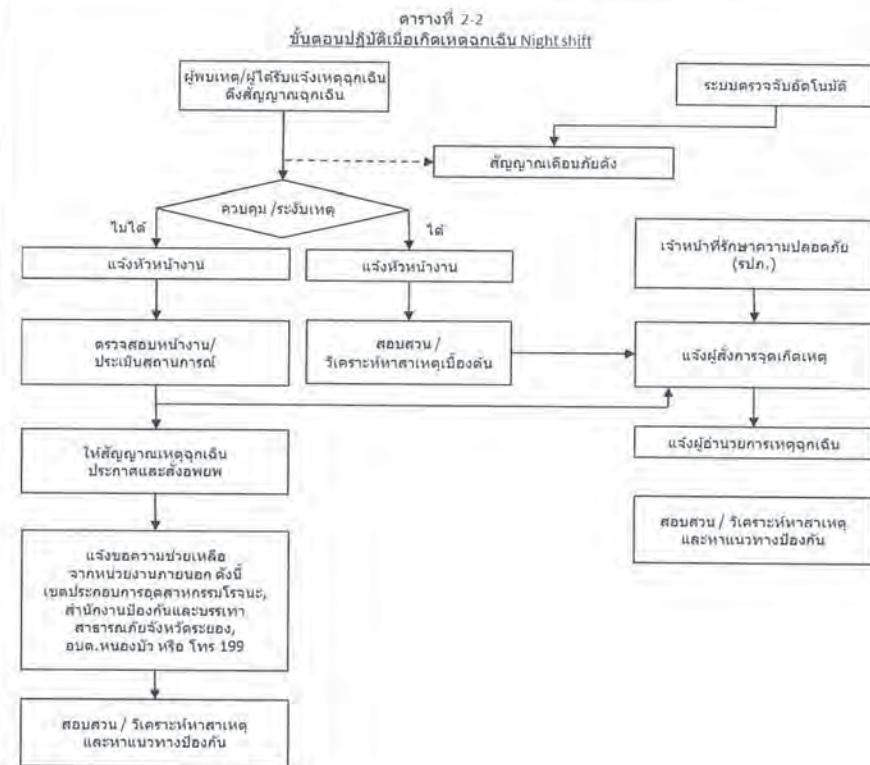 ตารางที่ 2-2
ขั้นตอนปฏิบัติเมื่อเกิดเหตุฉุกเฉิน Night shift
ผู้พบเหตุ/ผู้ได้รับแจ้งเหตุฉุกเฉิน
ดึงสัญญาณฉุกเฉิน
ระบบตรวจจับอัตโนมัติ
สัญญาณเตือนภัยดัง
ควบคุม /ระงับเหตุ
ไม่ได้
ได้
แจ้งหัวหน้างาน
แจ้งหัวหน้างาน
เจ้าหน้าที่รักษาความปลอดภัย
(รปภ.)
ตรวจสอบหน้างาน/
ประเมินสถานการณ์
สอบสวน /
วิเคราะห์หาสาเหตุเบื้องต้น
แจ้งผู้สั่งการจุดเกิดเหตุ
ให้สัญญาณเหตุฉุกเฉิน
ประกาศและสั่งอพยพ
แจ้งผู้อำนวยการเหตุฉุกเฉิน
สอบสวน / วิเคราะห์หาสาเหตุ
และหาแนวทางป้องกัน
แจ้งขอความช่วยเหลือ
จากหน่วยงานภายนอก ดังนี้
เขตประกอบการอุตสาหกรรมโรจนะ,
สำนักงานป้องกันและบรรเทา
สาธารณภัยจังหวัดระยอง,
อบต.หนองบัว หรือ โทร 199
สอบสวน / วิเคราะห์หาสาเหตุ
และหาแนวทางป้องกัน